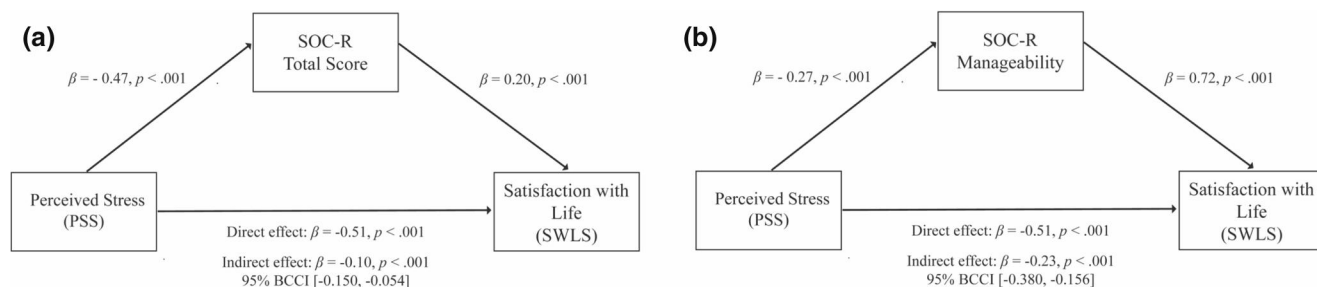 (a)
SOC-R
Total Score
β = - 0.47, p < .001
β = 0.20, p < .001
Perceived Stress
(PSS)
Satisfaction with
Life
(SWLS)
Direct effect: β = -0.51, p < .001
Indirect effect: β = -0.10, p < .001
95% BCCI [-0.150, -0.054]
(b)
SOC-R
Manageability
β = - 0.27, p < .001
β = 0.72, p < .001
Perceived Stress
(PSS)
Satisfaction with
Life
(SWLS)
Direct effect: β = -0.51, p < .001
Indirect effect: β = -0.23, p < .001
95% BCCI [-0.380, -0.156]